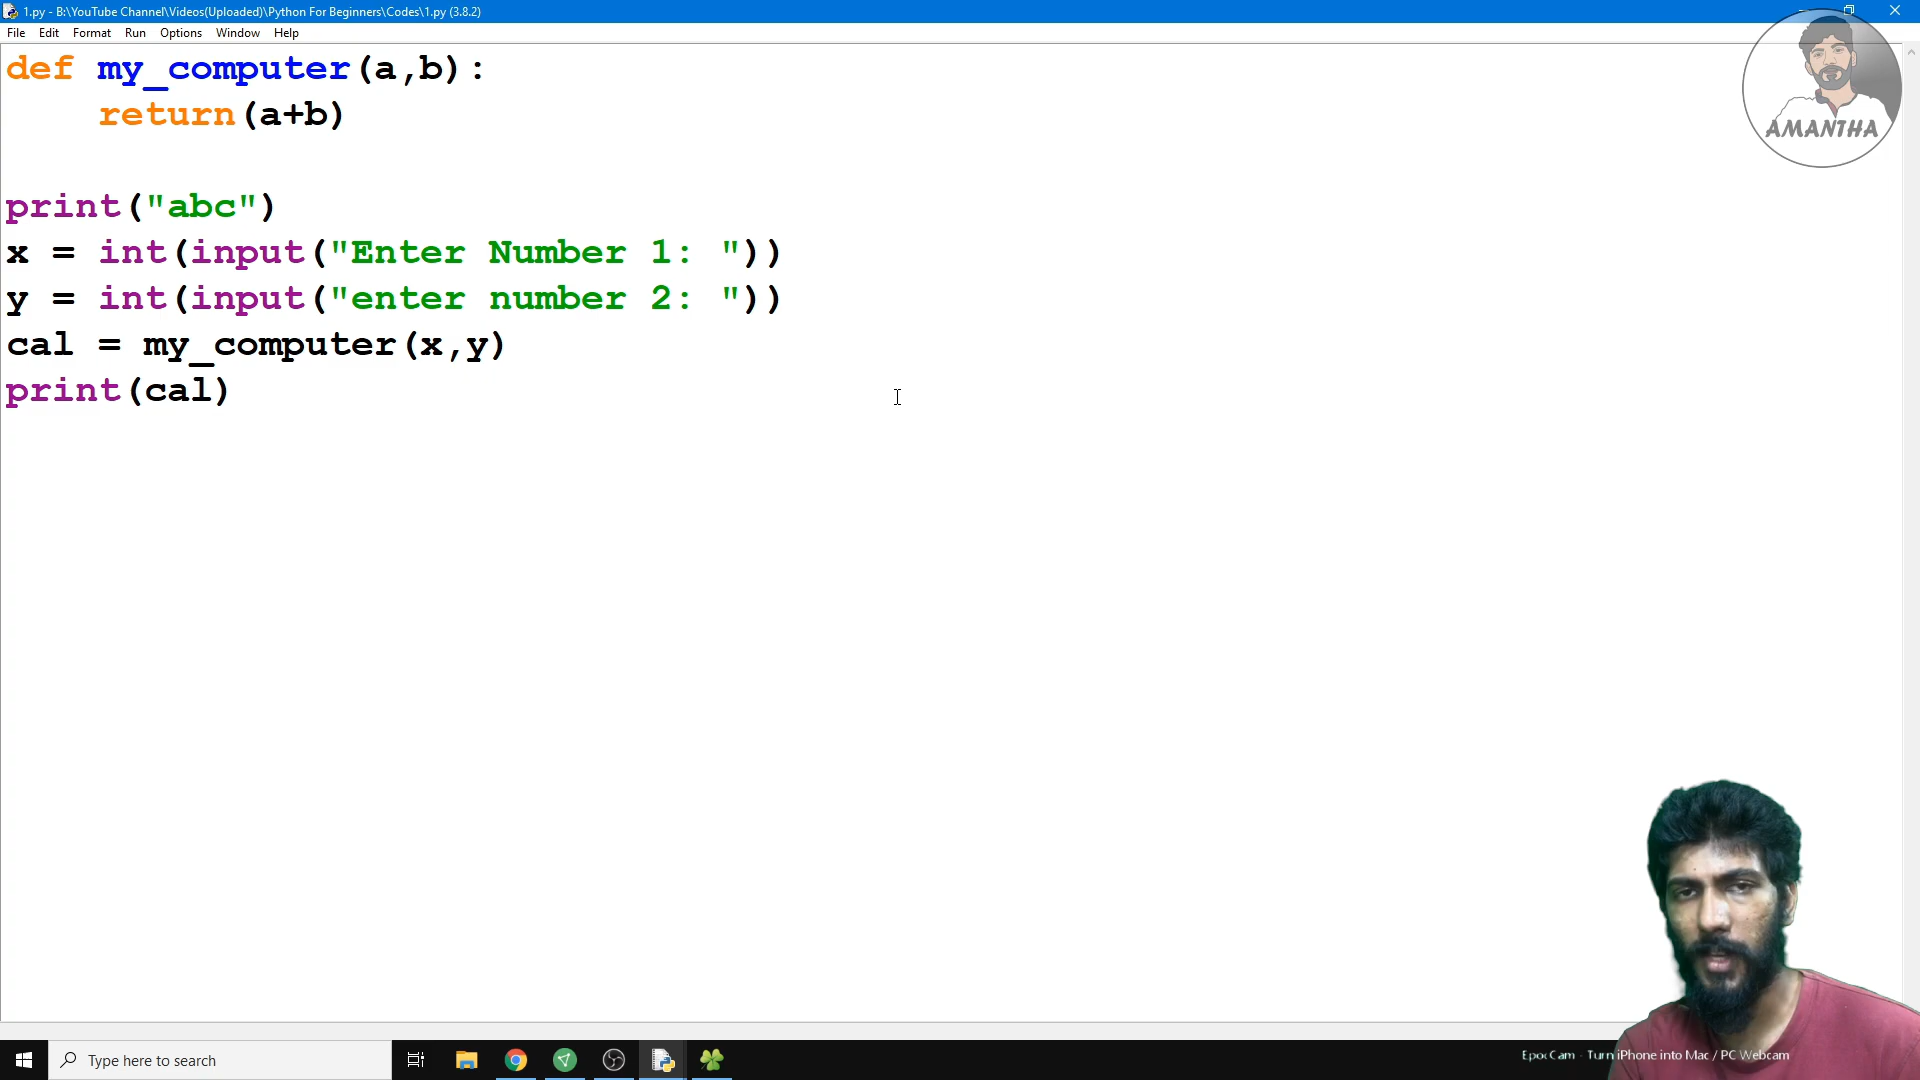 1.py - B:\YouTube Channel\Videos(Uploaded)\Python For Beginners\Codes\1.py (3.8.2)
File Edit Format Run Options Window Help
def my_computer(a,b):
    return(a+b)
print("abc")
x = int(input("Enter Number 1: "))
y = int(input("enter number 2: "))
cal = my_computer(x,y)
print(cal)
AMANTHA
Type here to search
EpocCam - Turn iPhone into Mac / PC Webcam